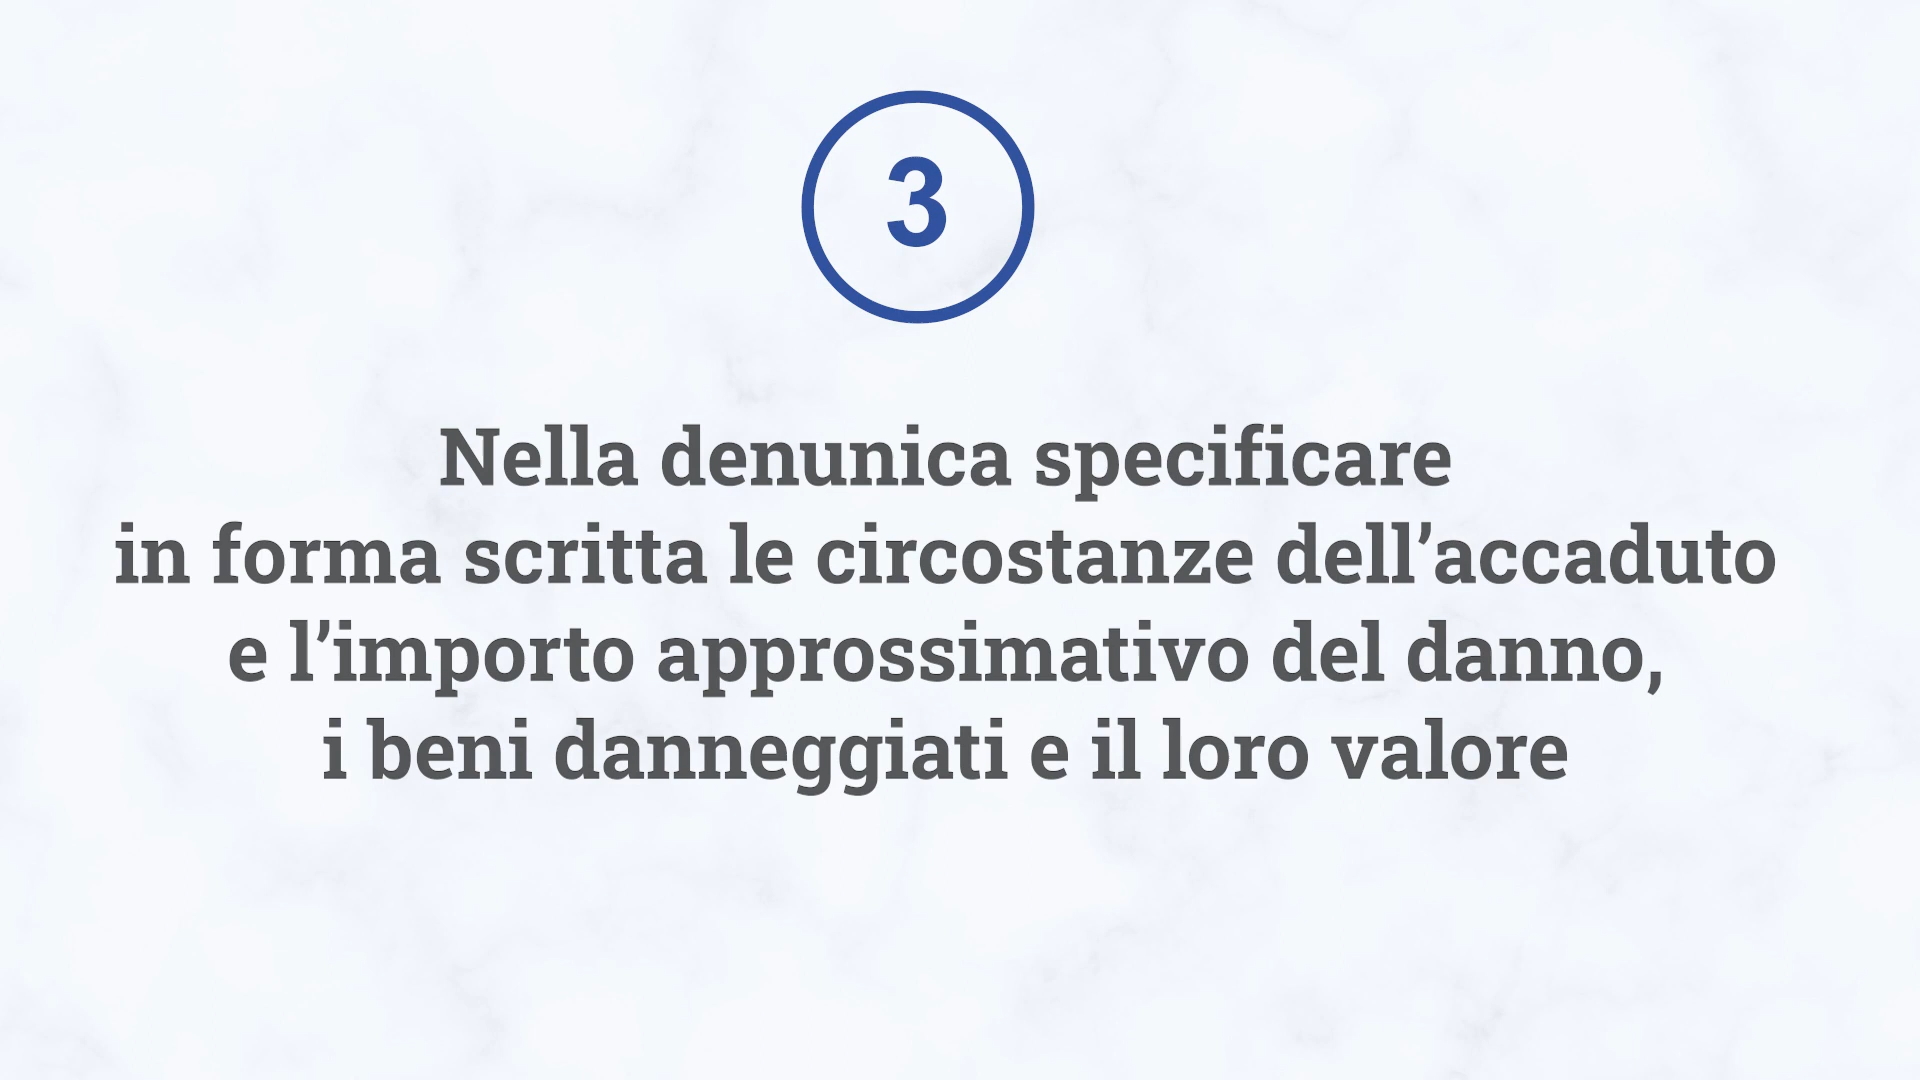 3
Nella denunica specificare
in forma scritta le circostanze dell’accaduto
e l’importo approssimativo del danno,
i beni danneggiati e il loro valore